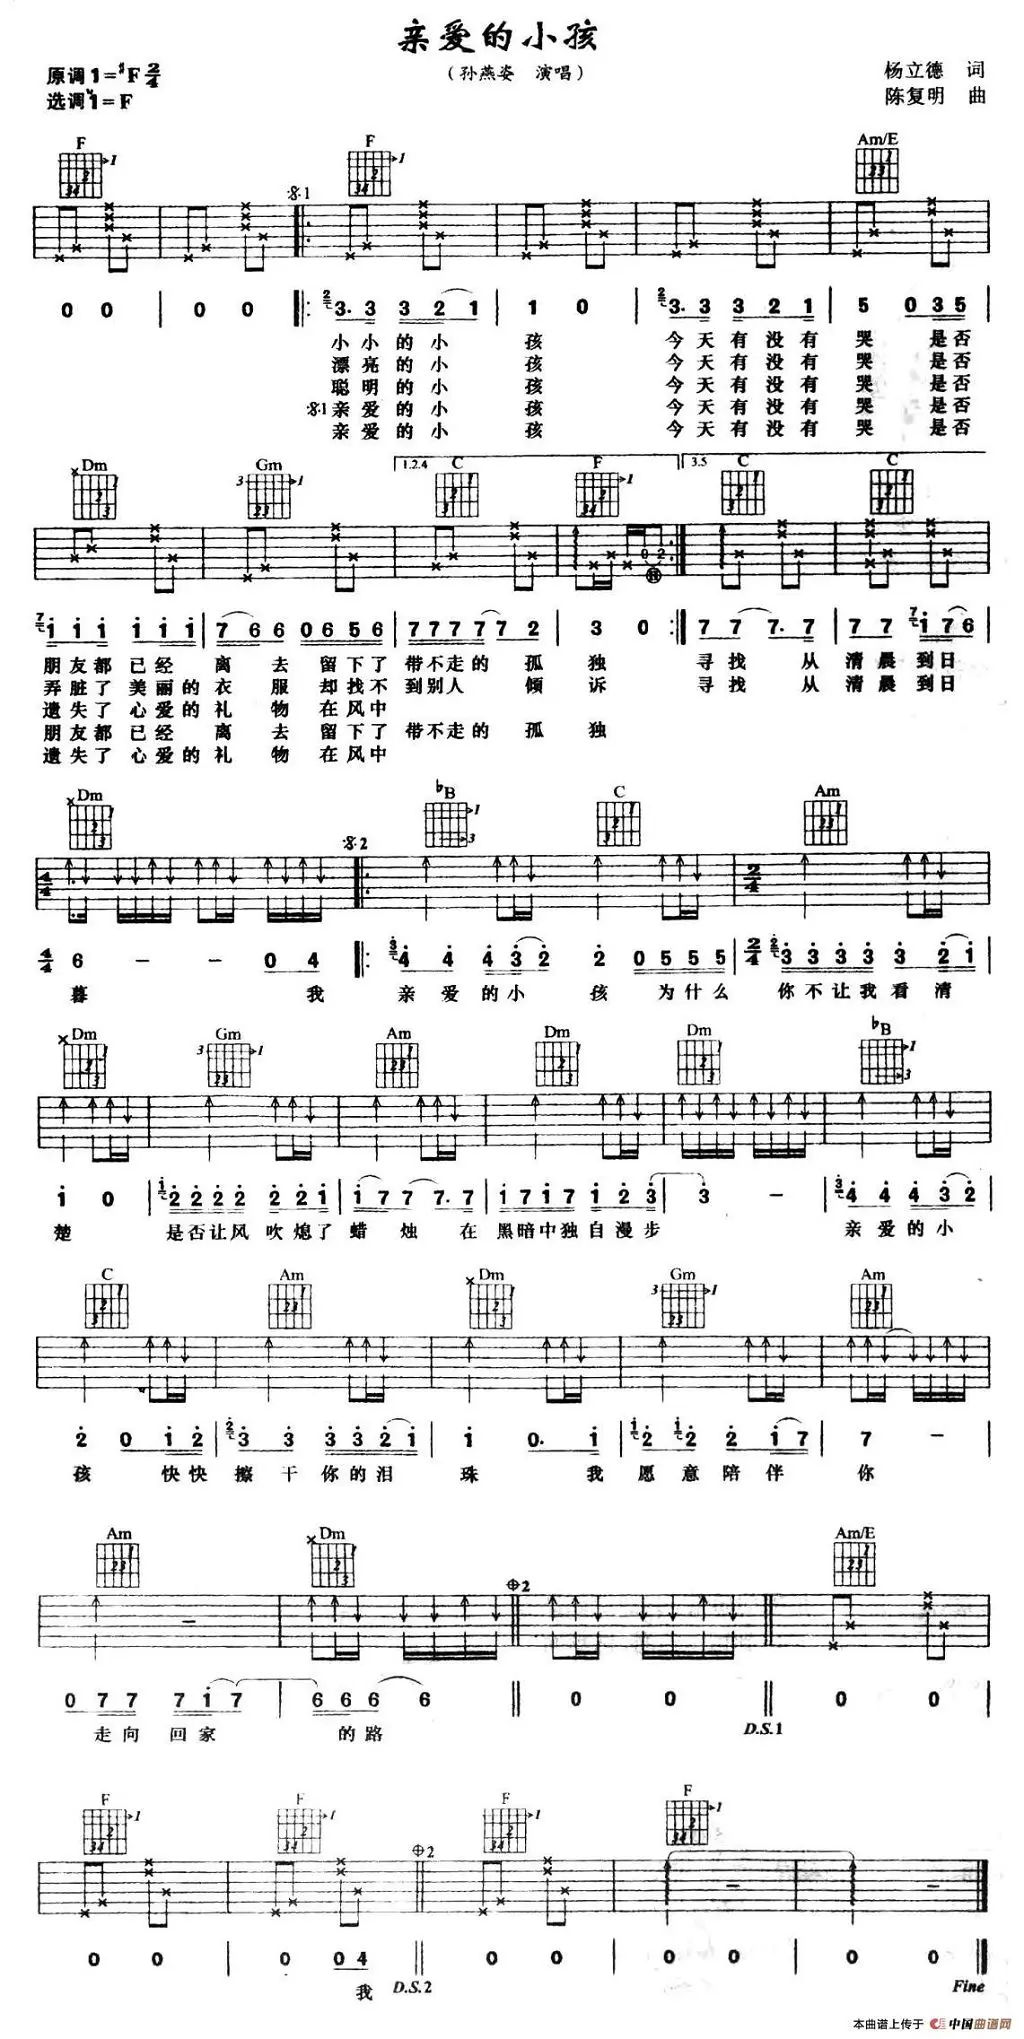 亲爱的小孩
（孙燕姿 演唱）
原调 1=♯F 2/4
选调 1=F
杨立德 词
陈复明 曲
F F Am/E
𝄋1
0 0 0 0 3. 3 3 2 1 1 0 3. 3 3 2 1 5 0 3 5
小小的小 孩 今天有没有 哭 是否
漂亮的小 孩 今天有没有 哭 是否
聪明的小 孩 今天有没有 哭 是否
𝄋1 亲爱的小 孩 今天有没有 哭 是否
亲爱的小 孩 今天有没有 哭 是否
Dm Gm 1.2.4 C F 3.5 C C
1 1 1 1 1 1 7 6 6 0 6 5 6 7 7 7 7 7 2 3 0 7 7 7. 7 7 7 1 7 6
朋友都已经 离 去 留下了带不走的 孤 独 寻找 从 清晨到日
弄脏了美丽的衣 服 却找不到别人 倾 诉 寻找 从 清晨到日
遗失了心爱的礼 物 在风中
朋友都已经 离 去 留下了带不走的 孤 独
遗失了心爱的礼 物 在风中
Dm ♭B C Am
4/4 𝄋2 2/4
4/4 6 - - 0 4 4 4 4 3 2 2 0 5 5 5 5 2/4 3 3 3 3 3 2 1
暮 我 亲爱的小 孩 为什么 你不让我看清
Dm Gm Am Dm Dm ♭B
1 0 2 2 2 2 2 2 1 1 7 7 7. 7 1 7 1 7 1 2 3 3 - 4 4 4 3 2
楚 是否让风吹熄了 蜡 烛 在 黑暗中独自漫步 亲爱的小
C Am Dm Gm Am
2 0 1 2 3 3 3 3 2 1 1 0. 1 2 2 2 1 7 7 -
孩 快快 擦干你的泪 珠 我 愿意陪伴 你
Am Dm Am/E
⊕2
0 7 7 7 1 7 6 6 6 6 0 0 0 0
走向 回家 的路
D.S.1
F F F F
⊕2
0 0 0 0 4 0 0 0 0 0 0
我 D.S.2 Fine
本曲谱上传于 中国曲谱网